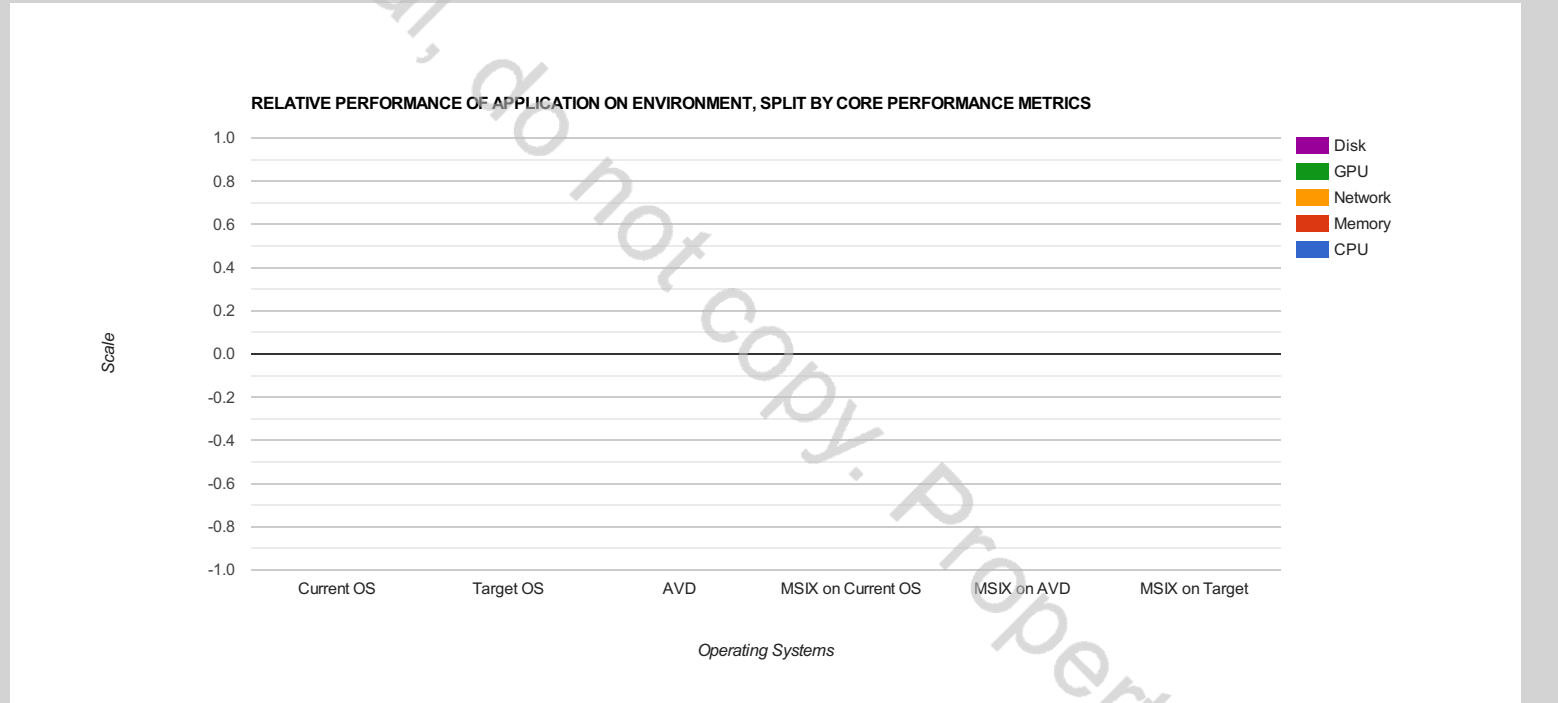 RELATIVE PERFORMANCE OF APPLICATION ON ENVIRONMENT, SPLIT BY CORE PERFORMANCE METRICS
1.0
0.8
0.6
0.4
0.2
0.0
-0.2
-0.4
-0.6
-0.8
-1.0
Scale
Current OS
Target OS
AVD
MSIX on Current OS
MSIX on AVD
MSIX on Target
Operating Systems
Disk
GPU
Network
Memory
CPU
do not copy.